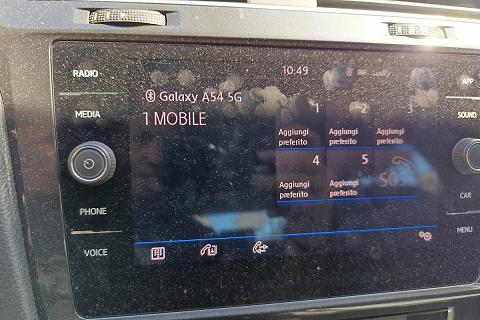 RADIO
10:49
APP
Galaxy A54 5G
MEDIA
SOUND
1 MOBILE
1
2
Aggiungi preferito
Aggiungi preferito
Aggiungi preferito
4
5
SOS
Aggiungi preferito
Aggiungi preferito
CAR
PHONE
MENU
VOICE